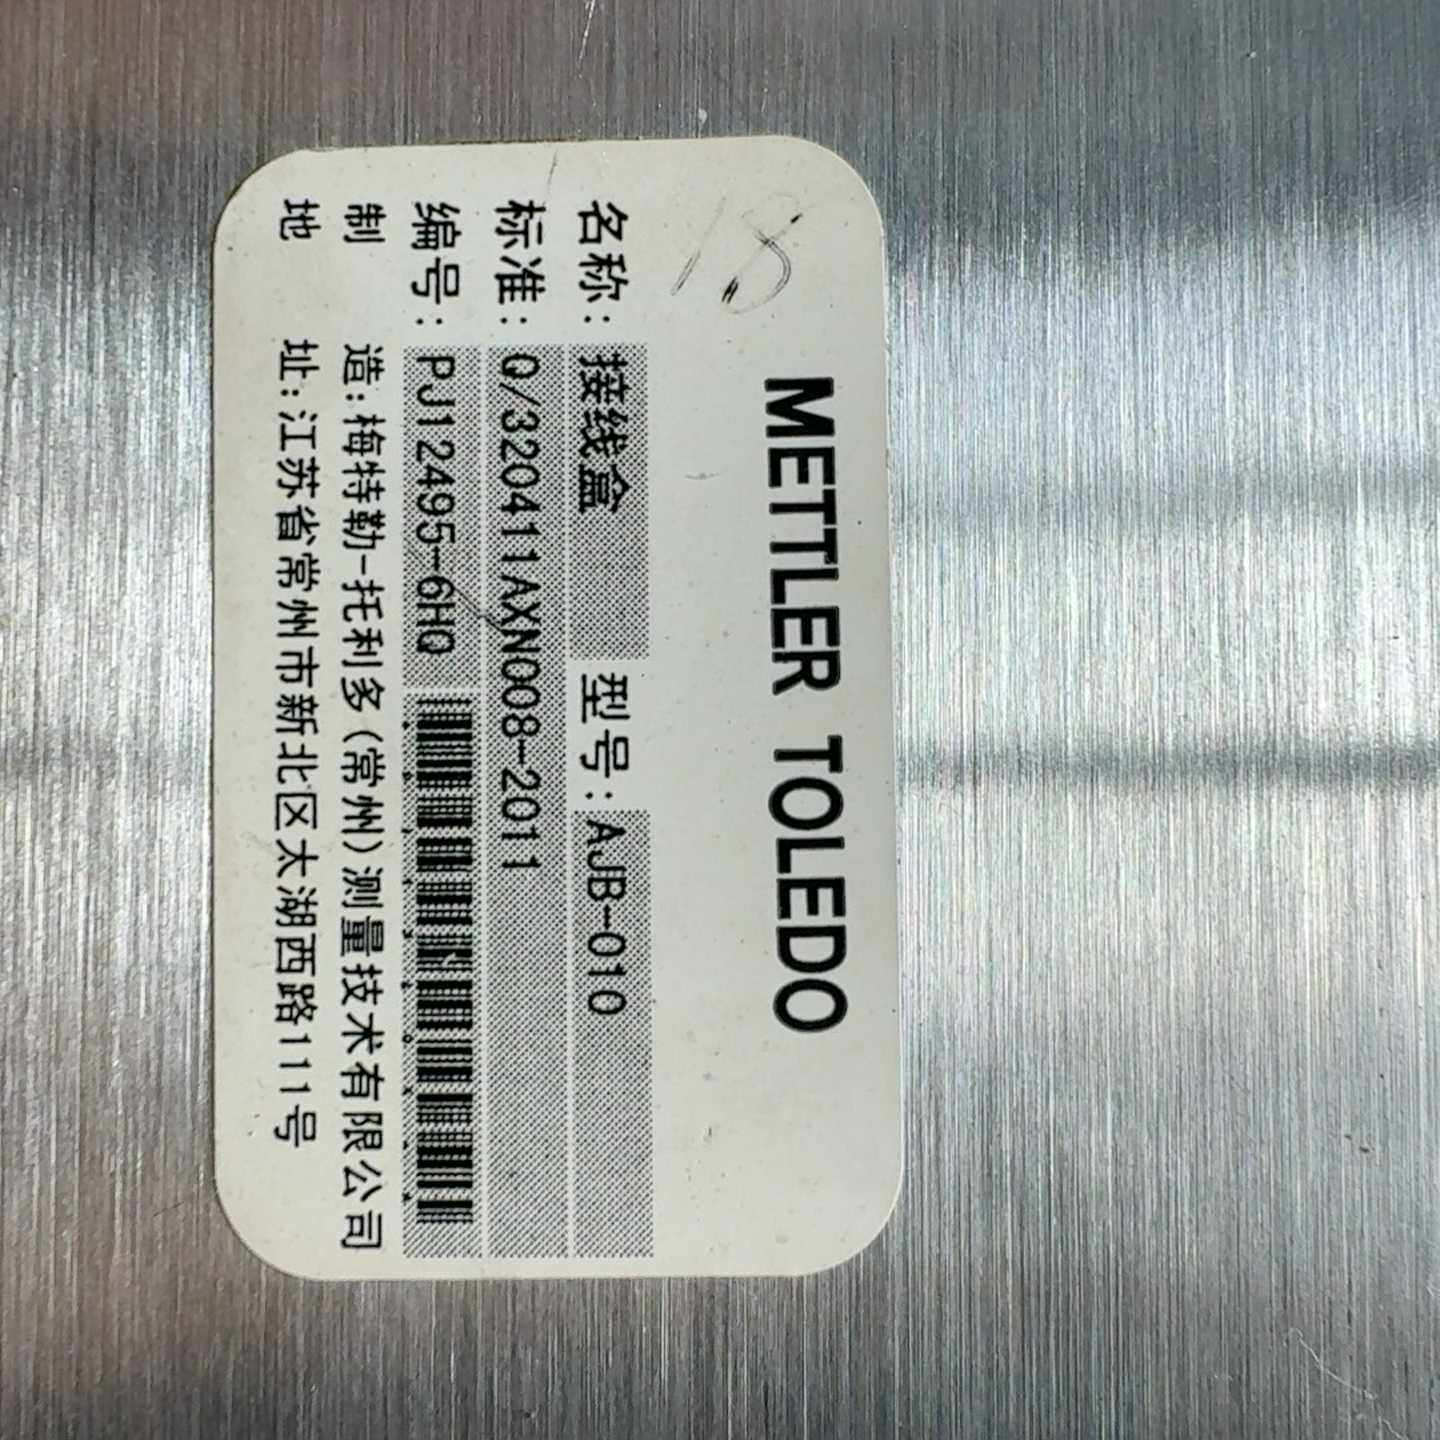 18
METTLER TOLEDO
名称:接线盒 型号:AJB-010
标准:Q/320411AXN008-2011
编号:PJ12495-6HQ
制 造:梅特勒-托利多(常州)测量技术有限公司
地 址:江苏省常州市新北区太湖西路111号